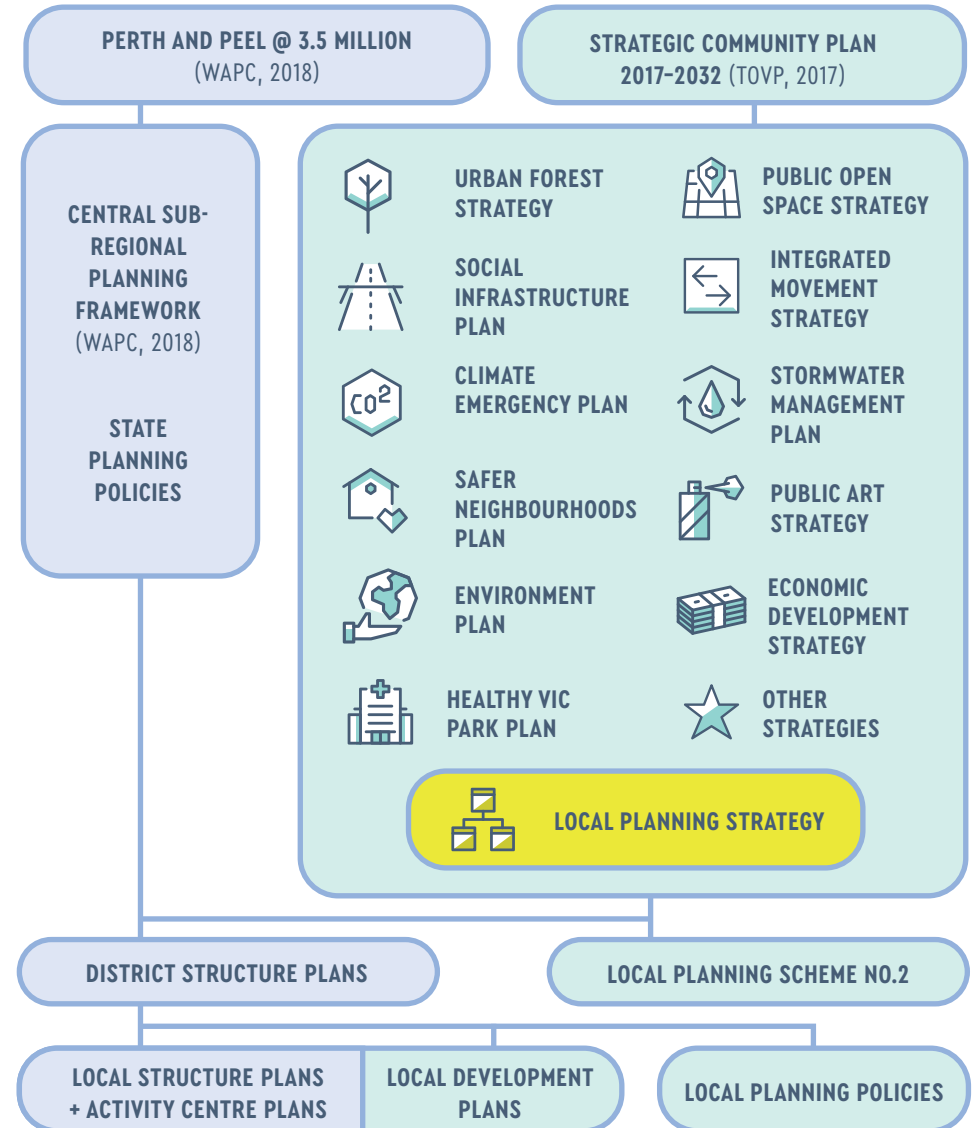 PERTH AND PEEL @ 3.5 MILLION
(WAPC, 2018)
STRATEGIC COMMUNITY PLAN
2017-2032 (TOVP, 2017)
CENTRAL SUB-
REGIONAL
PLANNING
FRAMEWORK
(WAPC, 2018)
STATE
PLANNING
POLICIES
URBAN FOREST
STRATEGY
PUBLIC OPEN
SPACE STRATEGY
SOCIAL
INFRASTRUCTURE
PLAN
INTEGRATED
MOVEMENT
STRATEGY
CO²
CLIMATE
EMERGENCY PLAN
STORMWATER
MANAGEMENT
PLAN
SAFER
NEIGHBOURHOODS
PLAN
PUBLIC ART
STRATEGY
ENVIRONMENT
PLAN
ECONOMIC
DEVELOPMENT
STRATEGY
HEALTHY VIC
PARK PLAN
OTHER
STRATEGIES
LOCAL PLANNING STRATEGY
DISTRICT STRUCTURE PLANS
LOCAL PLANNING SCHEME NO.2
LOCAL STRUCTURE PLANS
+ ACTIVITY CENTRE PLANS
LOCAL DEVELOPMENT
PLANS
LOCAL PLANNING POLICIES